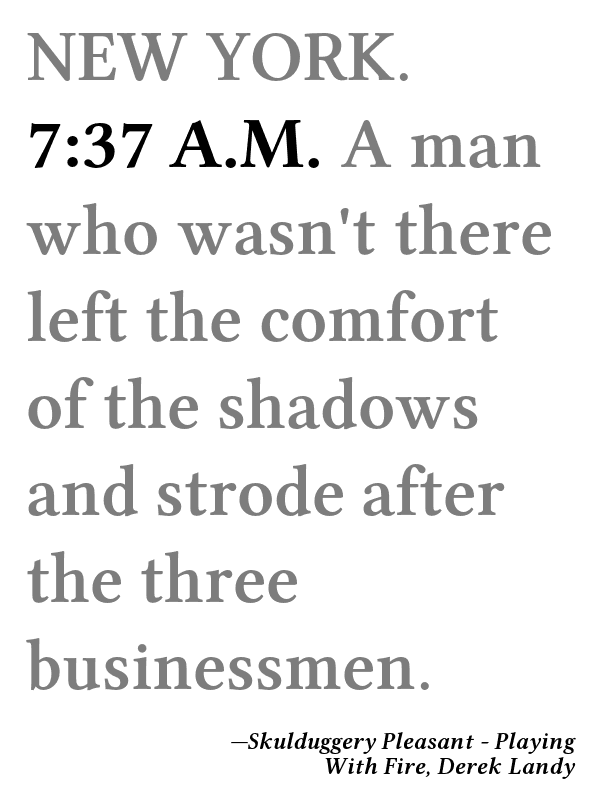 NEW YORK.
7:37 A.M. A man
who wasn't there
left the comfort
of the shadows
and strode after
the three
businessmen.
—Skulduggery Pleasant - Playing
With Fire, Derek Landy